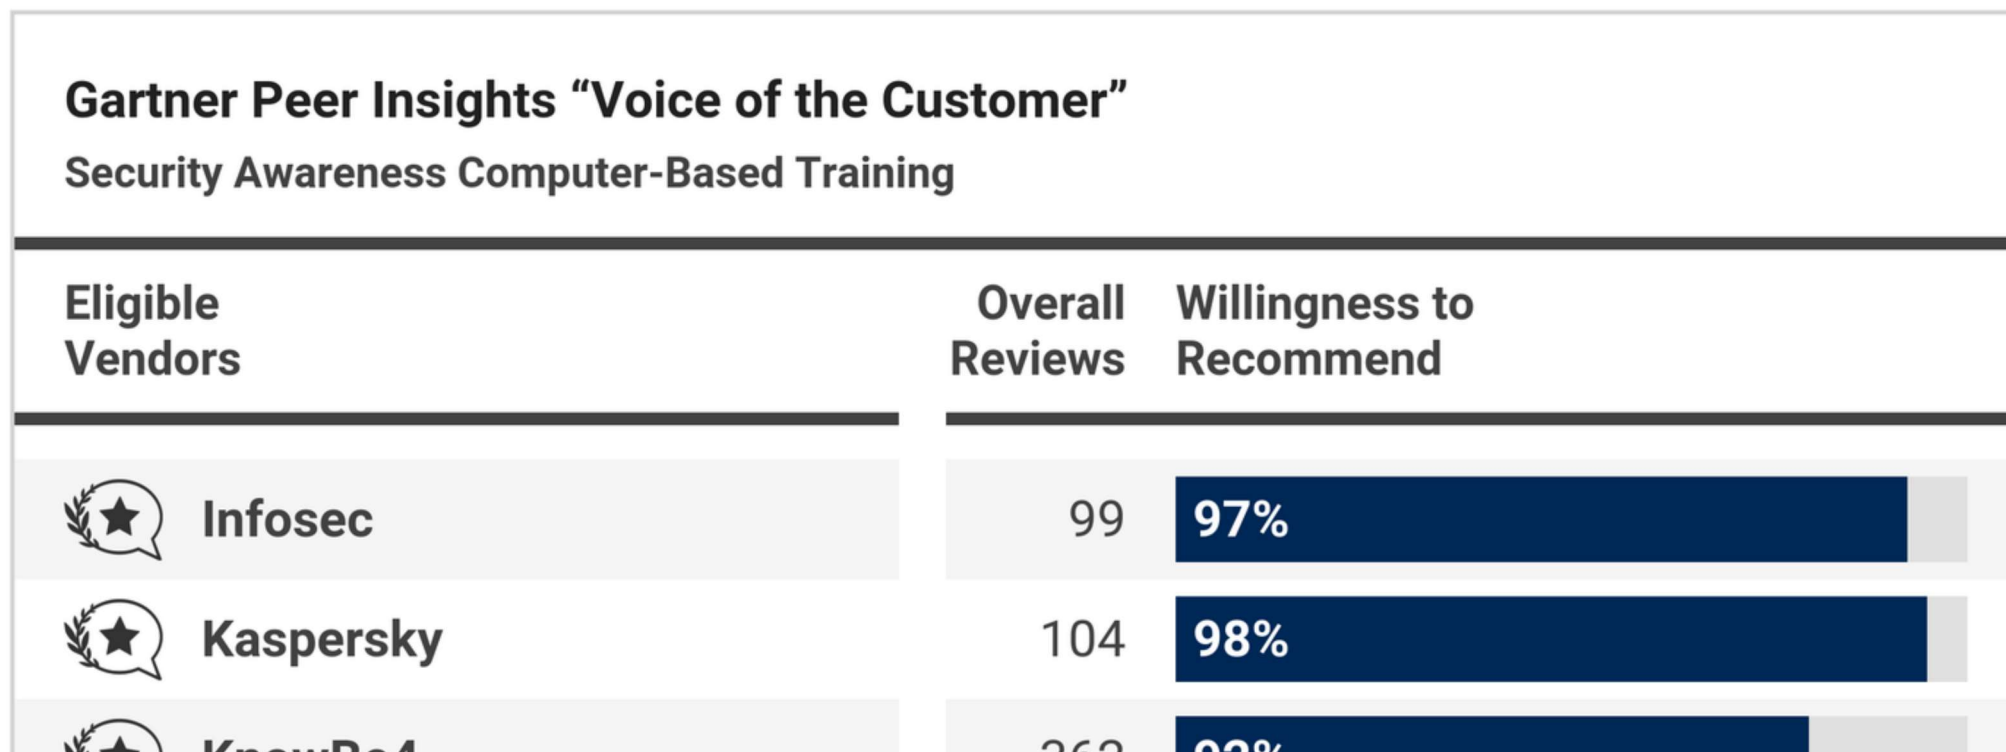 Gartner Peer Insights “Voice of the Customer”
Security Awareness Computer-Based Training
Eligible
Vendors
Overall
Reviews
Willingness to
Recommend
Infosec 99 97%
Kaspersky 104 98%
KnowBe4